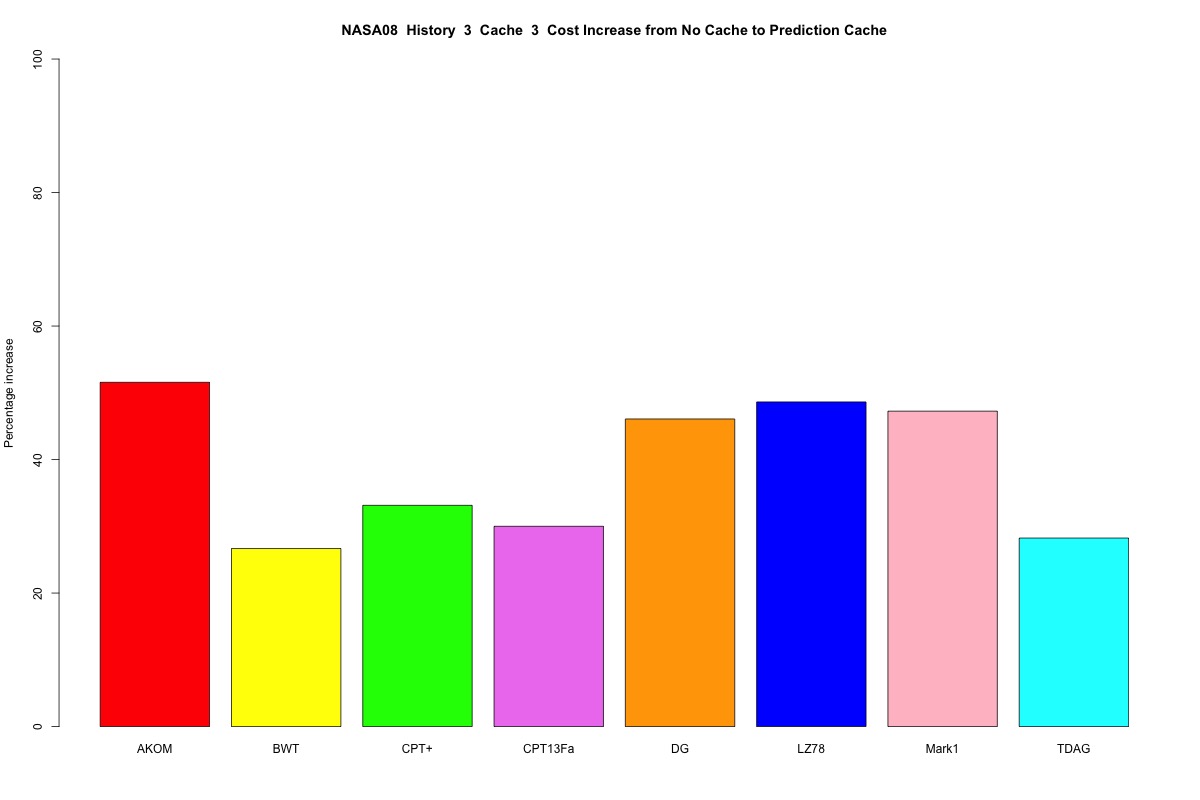 NASA08  History  3  Cache  3  Cost Increase from No Cache to Prediction Cache
Percentage increase
100
80
60
40
20
0
AKOM BWT CPT+ CPT13Fa DG LZ78 Mark1 TDAG